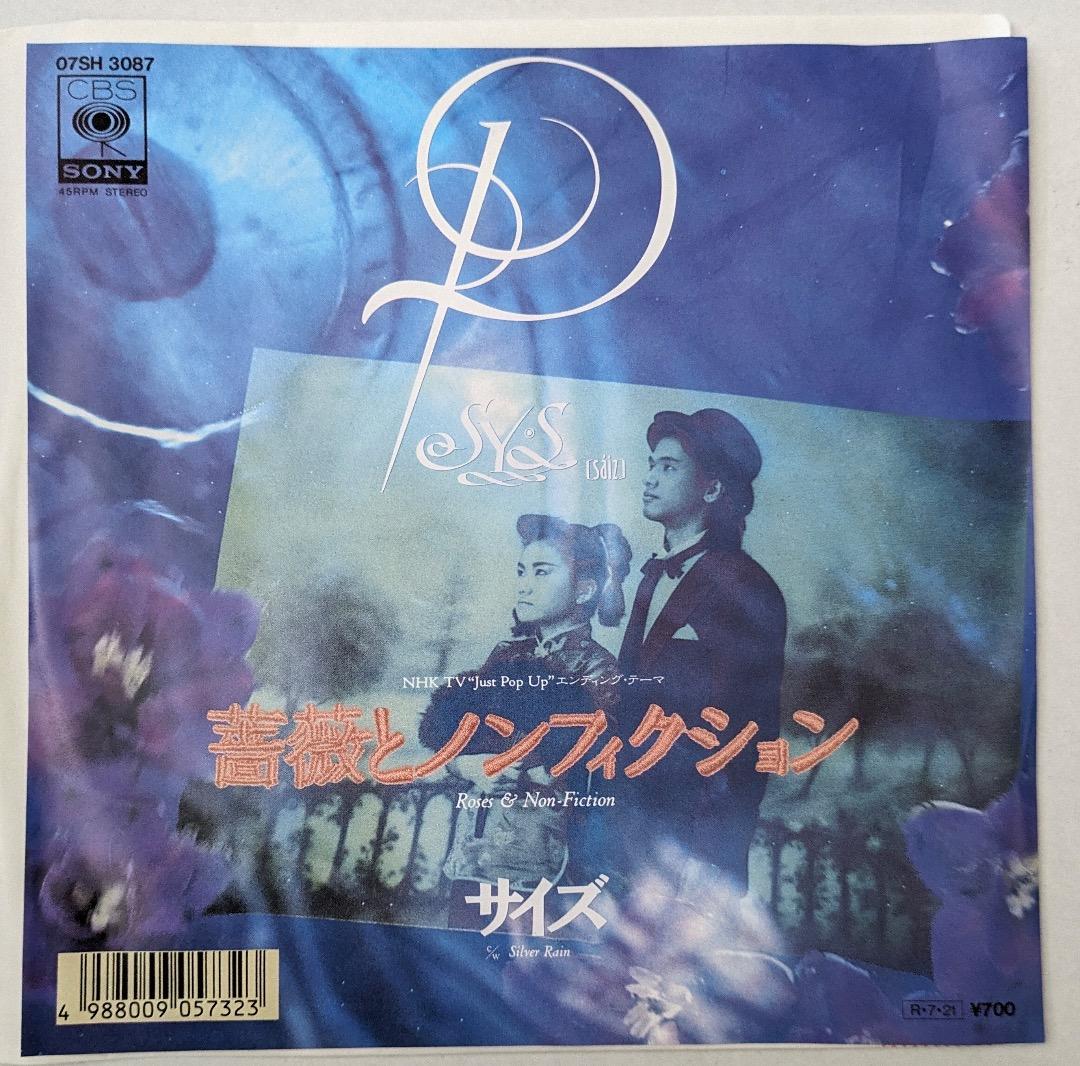 07SH 3087
CBS
SONY
45RPM STEREO
SY·S
[sáiz]
NHK TV“Just Pop Up”エンディング・テーマ
薔薇とノンフィクション
Roses & Non-Fiction
サイズ
c/w Silver Rain
4 988009 057323
R・7・21 ¥700